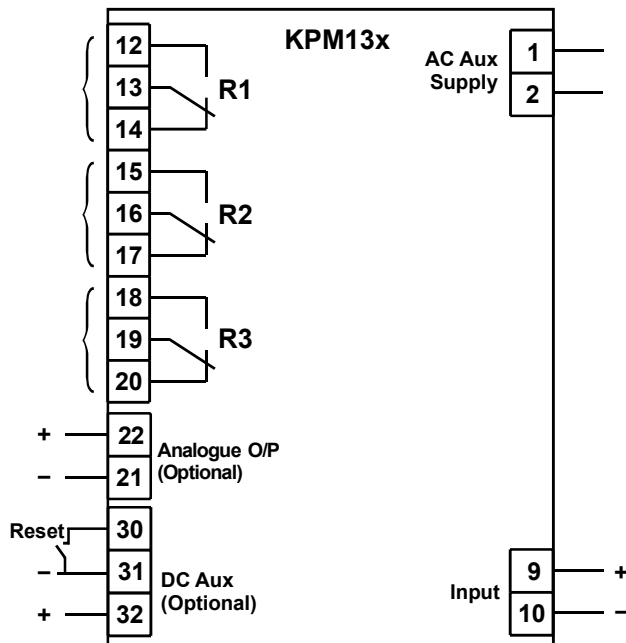 KPM13x
12
13
14
R1
15
16
17
R2
18
19
20
R3
+ 22
− 21
Analogue O/P
(Optional)
Reset 30
− 31
+ 32
DC Aux
(Optional)
AC Aux
Supply
1
2
Input
9 +
10 −